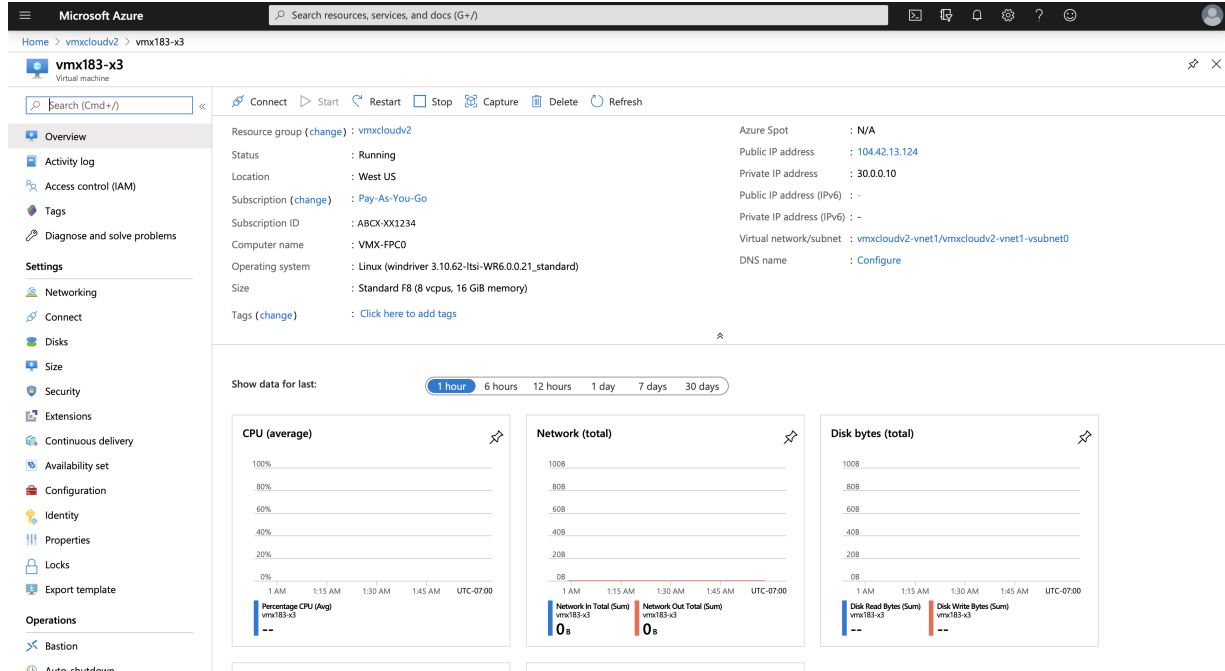 Microsoft Azure
Search resources, services, and docs (G+/)
Home > vmxcloudv2 > vmx183-x3
vmx183-x3
Virtual machine
Search (Cmd+/)
«
Connect Start Restart Stop Capture Delete Refresh
Overview
Activity log
Access control (IAM)
Tags
Diagnose and solve problems
Settings
Networking
Connect
Disks
Size
Security
Extensions
Continuous delivery
Availability set
Configuration
Identity
Properties
Locks
Export template
Operations
Bastion
Auto-shutdown
Resource group (change) : vmxcloudv2
Status : Running
Location : West US
Subscription (change) : Pay-As-You-Go
Subscription ID : ABCX-XX1234
Computer name : VMX-FPC0
Operating system : Linux (windriver 3.10.62-ltsi-WR6.0.0.21_standard)
Size : Standard F8 (8 vcpus, 16 GiB memory)
Tags (change) : Click here to add tags
Azure Spot : N/A
Public IP address : 104.42.13.124
Private IP address : 30.0.0.10
Public IP address (IPv6) : -
Private IP address (IPv6) : -
Virtual network/subnet : vmxcloudv2-vnet1/vmxcloudv2-vnet1-vsubnet0
DNS name : Configure
Show data for last: 1 hour 6 hours 12 hours 1 day 7 days 30 days
CPU (average)
100%
80%
60%
40%
20%
0%
1 AM 1:15 AM 1:30 AM 1:45 AM UTC-07:00
Percentage CPU (Avg)
vmx183-x3
--
Network (total)
100B
80B
60B
40B
20B
0B
1 AM 1:15 AM 1:30 AM 1:45 AM UTC-07:00
Network In Total (Sum) Network Out Total (Sum)
vmx183-x3 vmx183-x3
0 B 0 B
Disk bytes (total)
100B
80B
60B
40B
20B
0B
1 AM 1:15 AM 1:30 AM 1:45 AM UTC-07:00
Disk Read Bytes (Sum) Disk Write Bytes (Sum)
vmx183-x3 vmx183-x3
-- --